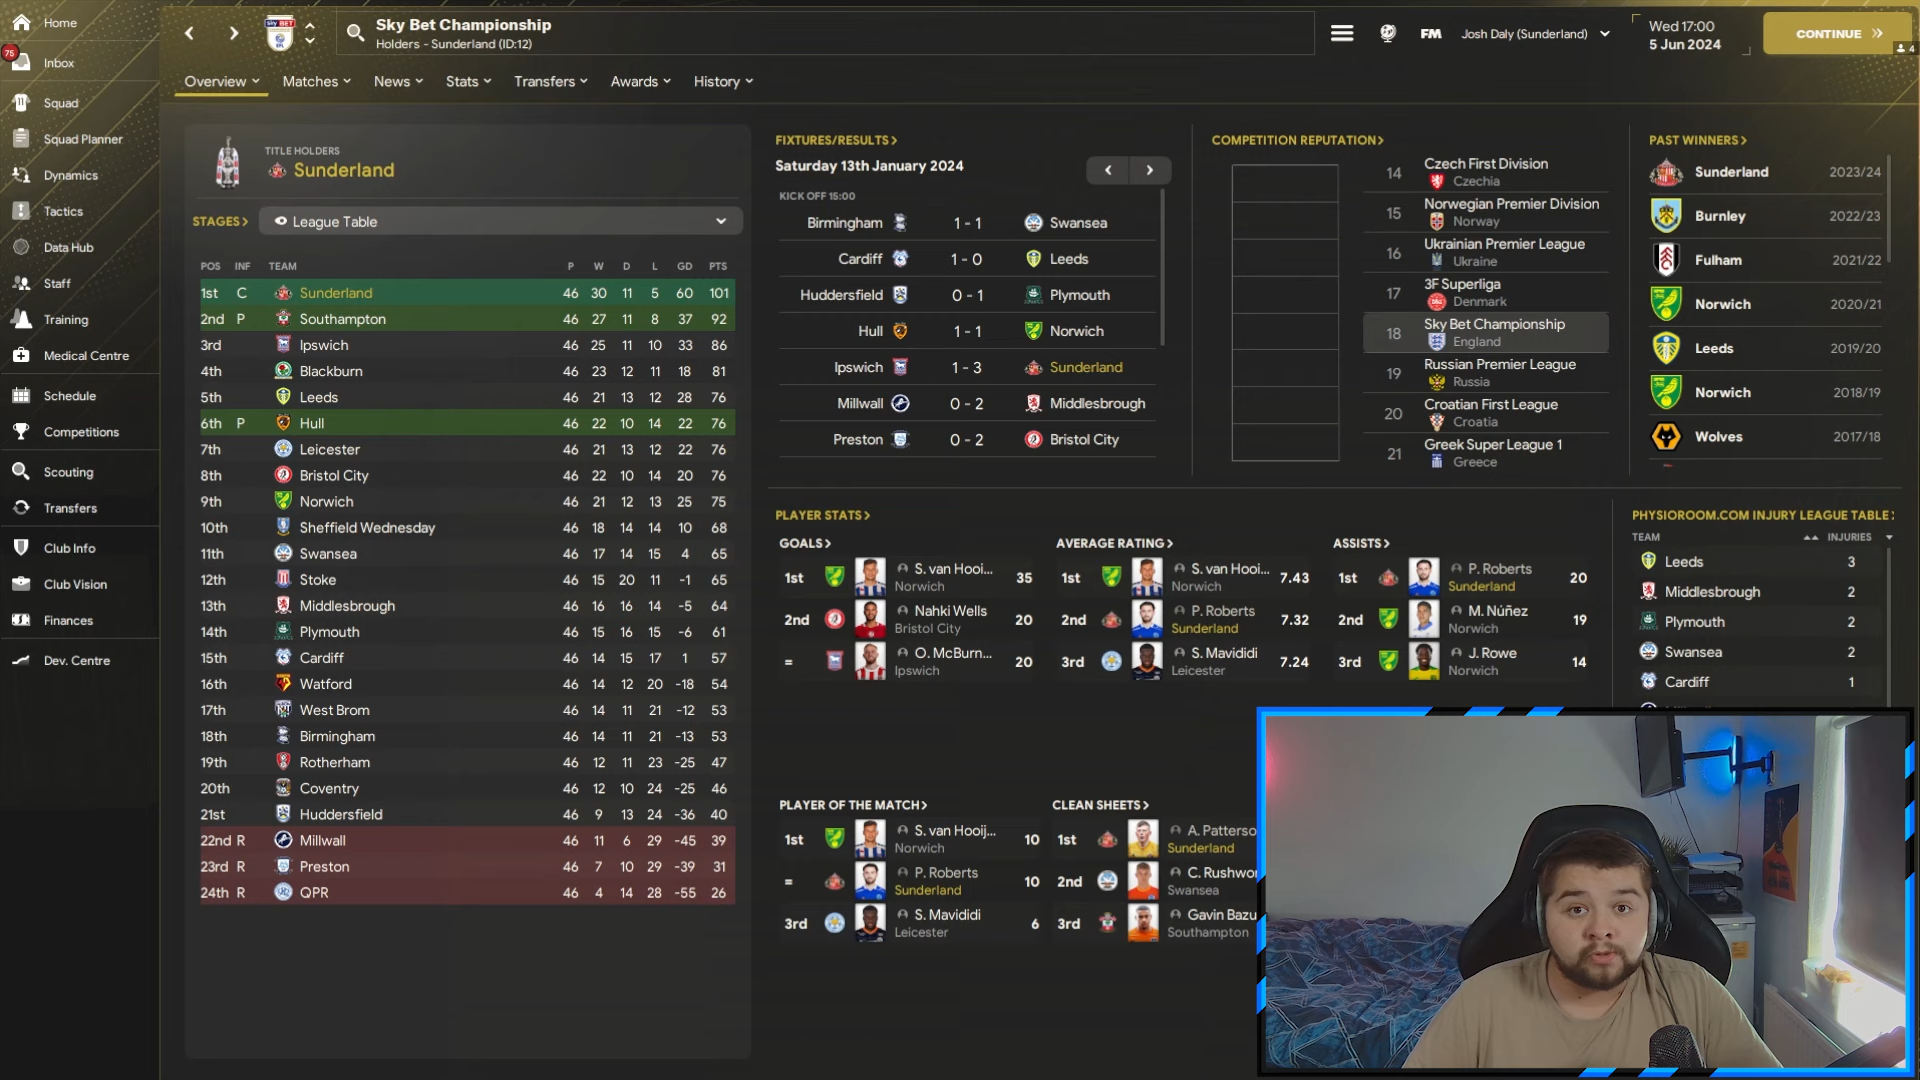 Home
75
Inbox
Squad
Squad Planner
Dynamics
Tactics
Data Hub
Staff
Training
Medical Centre
Schedule
Competitions
Scouting
Transfers
Club Info
Club Vision
Finances
Dev. Centre
Sky Bet Championship
Holders - Sunderland (ID:12)
FM
Josh Daly (Sunderland)
Wed 17:00
5 Jun 2024
CONTINUE
4
Overview Matches News Stats Transfers Awards History
TITLE HOLDERS
Sunderland
STAGES> League Table
POS INF TEAM P W D L GD PTS
1st C Sunderland 46 30 11 5 60 101
2nd P Southampton 46 27 11 8 37 92
3rd Ipswich 46 25 11 10 33 86
4th Blackburn 46 23 12 11 18 81
5th Leeds 46 21 13 12 28 76
6th P Hull 46 22 10 14 22 76
7th Leicester 46 21 13 12 22 76
8th Bristol City 46 22 10 14 20 76
9th Norwich 46 21 12 13 25 75
10th Sheffield Wednesday 46 18 14 14 10 68
11th Swansea 46 17 14 15 4 65
12th Stoke 46 15 20 11 -1 65
13th Middlesbrough 46 16 16 14 -5 64
14th Plymouth 46 15 16 15 -6 61
15th Cardiff 46 14 15 17 1 57
16th Watford 46 14 12 20 -18 54
17th West Brom 46 14 11 21 -12 53
18th Birmingham 46 14 11 21 -13 53
19th Rotherham 46 12 11 23 -25 47
20th Coventry 46 12 10 24 -25 46
21st Huddersfield 46 9 13 24 -36 40
22nd R Millwall 46 11 6 29 -45 39
23rd R Preston 46 7 10 29 -39 31
24th R QPR 46 4 14 28 -55 26
FIXTURES/RESULTS>
Saturday 13th January 2024
KICK OFF 15:00
Birmingham 1 - 1 Swansea
Cardiff 1 - 0 Leeds
Huddersfield 0 - 1 Plymouth
Hull 1 - 1 Norwich
Ipswich 1 - 3 Sunderland
Millwall 0 - 2 Middlesbrough
Preston 0 - 2 Bristol City
COMPETITION REPUTATION>
14 Czech First Division
Czechia
15 Norwegian Premier Division
Norway
16 Ukrainian Premier League
Ukraine
17 3F Superliga
Denmark
18 Sky Bet Championship
England
19 Russian Premier League
Russia
20 Croatian First League
Croatia
21 Greek Super League 1
Greece
PAST WINNERS>
Sunderland 2023/24
Burnley 2022/23
Fulham 2021/22
Norwich 2020/21
Leeds 2019/20
Norwich 2018/19
Wolves 2017/18
PLAYER STATS>
GOALS>
1st S. van Hooi... 35
Norwich
2nd Nahki Wells 20
Bristol City
= O. McBurn... 20
Ipswich
AVERAGE RATING>
1st S. van Hooi... 7.43
Norwich
2nd P. Roberts 7.32
Sunderland
3rd S. Mavididi 7.24
Leicester
ASSISTS>
1st P. Roberts 20
Sunderland
2nd M. Núñez 19
Norwich
3rd J. Rowe 14
Norwich
PHYSIOROOM.COM INJURY LEAGUE TABLE
TEAM INJURIES
Leeds 3
Middlesbrough 2
Plymouth 2
Swansea 2
Cardiff 1
PLAYER OF THE MATCH>
1st S. van Hooij... 10
Norwich
= P. Roberts 10
Sunderland
3rd S. Mavididi 6
Leicester
CLEAN SHEETS>
1st A. Patterso
Sunderland
2nd C. Rushwor
Swansea
3rd Gavin Bazu
Southampton